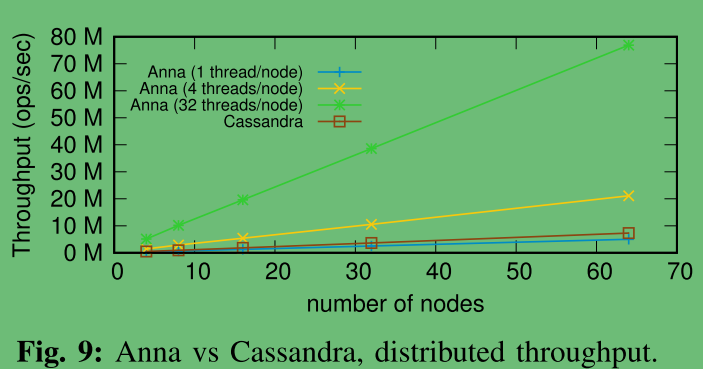 80 M
70 M
60 M
50 M
40 M
30 M
20 M
10 M
0 M
Throughput (ops/sec)
Anna (1 thread/node)
Anna (4 threads/node)
Anna (32 threads/node)
Cassandra
0 10 20 30 40 50 60 70
number of nodes
Fig. 9: Anna vs Cassandra, distributed throughput.